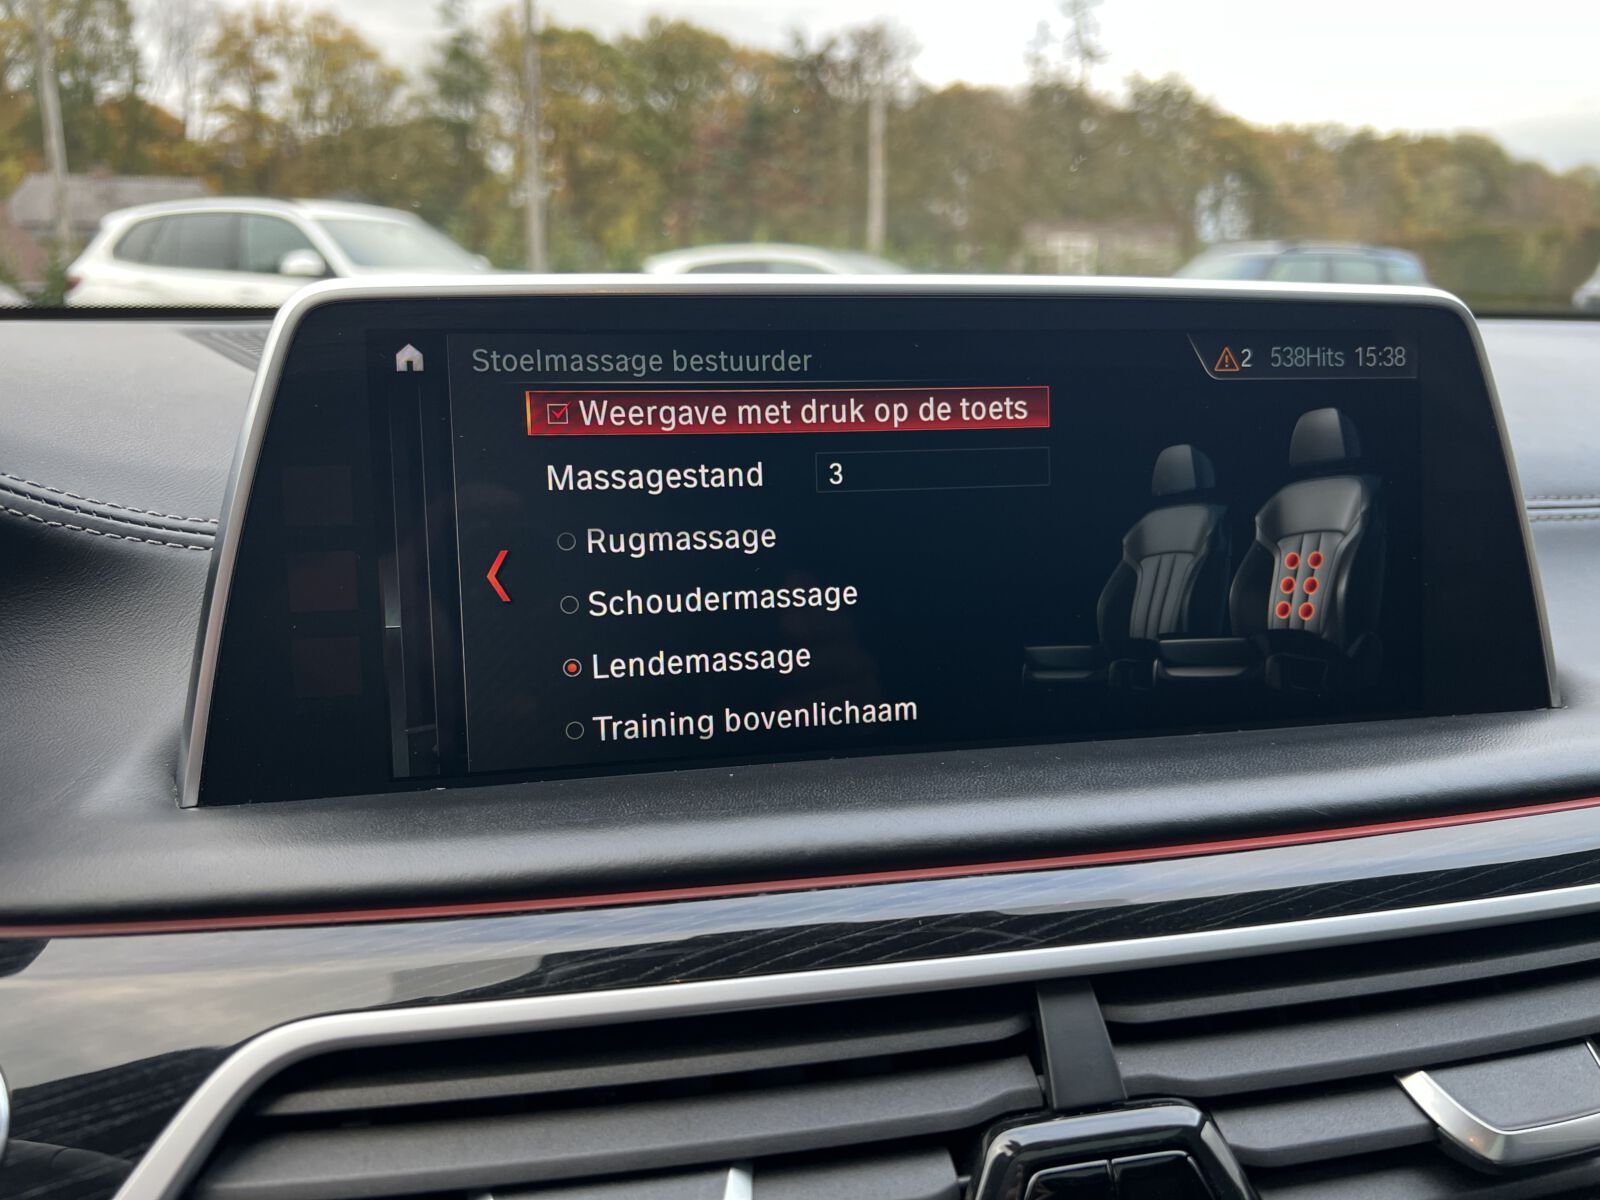 Stoelmassage bestuurder
2 538Hits 15:38
Weergave met druk op de toets
Massagestand 3
Rugmassage
Schoudermassage
Lendemassage
Training bovenlichaam